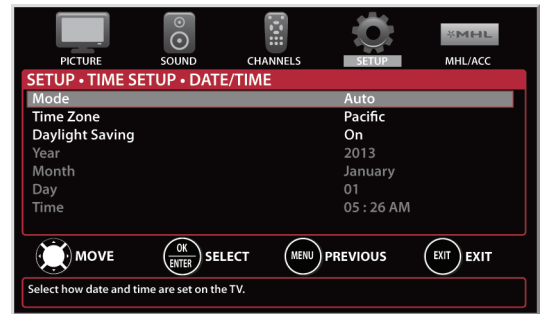 MHL
PICTURE SOUND CHANNELS SETUP MHL/ACC
SETUP • TIME SETUP • DATE/TIME
Mode Auto
Time Zone Pacific
Daylight Saving On
Year 2013
Month January
Day 01
Time 05 : 26 AM
MOVE OK ENTER SELECT MENU PREVIOUS EXIT EXIT
Select how date and time are set on the TV.